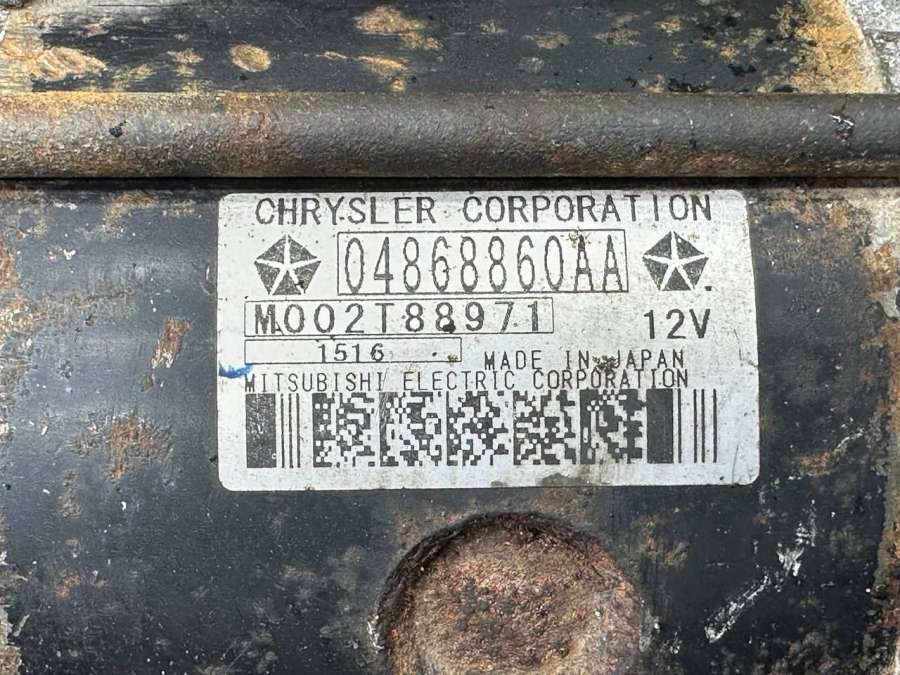 CHRYSLER CORPORATION
04868860AA
M002T88971
12V
1516
MADE IN JAPAN
MITSUBISHI ELECTRIC CORPORATION